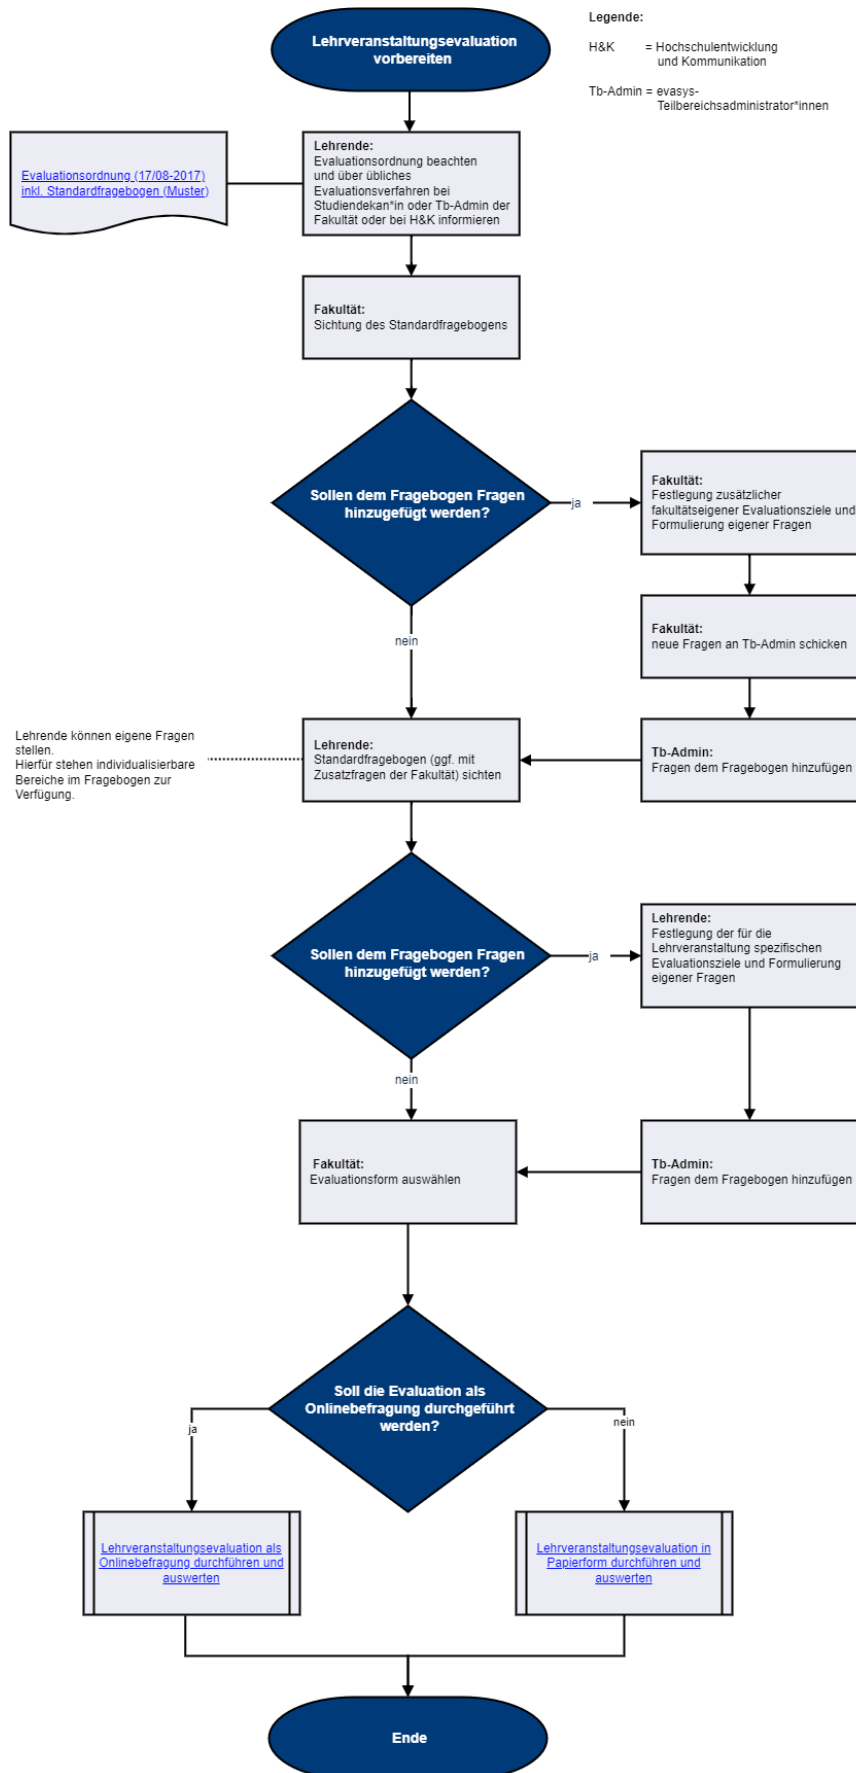 Lehrveranstaltungsevaluation
vorbereiten
Legende:
H&K = Hochschulentwicklung
und Kommunikation
Tb-Admin = evasys-
Teilbereichsadministrator*innen
Evaluationsordnung (17/08-2017)
inkl. Standardfragebogen (Muster)
Lehrende:
Evaluationsordnung beachten
und über übliches
Evaluationsverfahren bei
Studiendekan*in oder Tb-Admin der
Fakultät oder bei H&K informieren
Fakultät:
Sichtung des Standardfragebogens
Sollen dem Fragebogen Fragen
hinzugefügt werden?
ja
Fakultät:
Festlegung zusätzlicher
fakultätseigener Evaluationsziele und
Formulierung eigener Fragen
nein
Fakultät:
neue Fragen an Tb-Admin schicken
Lehrende können eigene Fragen
stellen.
Hierfür stehen individualisierbare
Bereiche im Fragebogen zur
Verfügung.
Lehrende:
Standardfragebogen (ggf. mit
Zusatzfragen der Fakultät) sichten
Tb-Admin:
Fragen dem Fragebogen hinzufügen
Sollen dem Fragebogen Fragen
hinzugefügt werden?
ja
Lehrende:
Festlegung der für die
Lehrveranstaltung spezifischen
Evaluationsziele und Formulierung
eigener Fragen
nein
Fakultät:
Evaluationsform auswählen
Tb-Admin:
Fragen dem Fragebogen hinzufügen
Soll die Evaluation als
Onlinebefragung durchgeführt
werden?
ja
nein
Lehrveranstaltungsevaluation als
Onlinebefragung durchführen und
auswerten
Lehrveranstaltungsevaluation in
Papierform durchführen und
auswerten
Ende